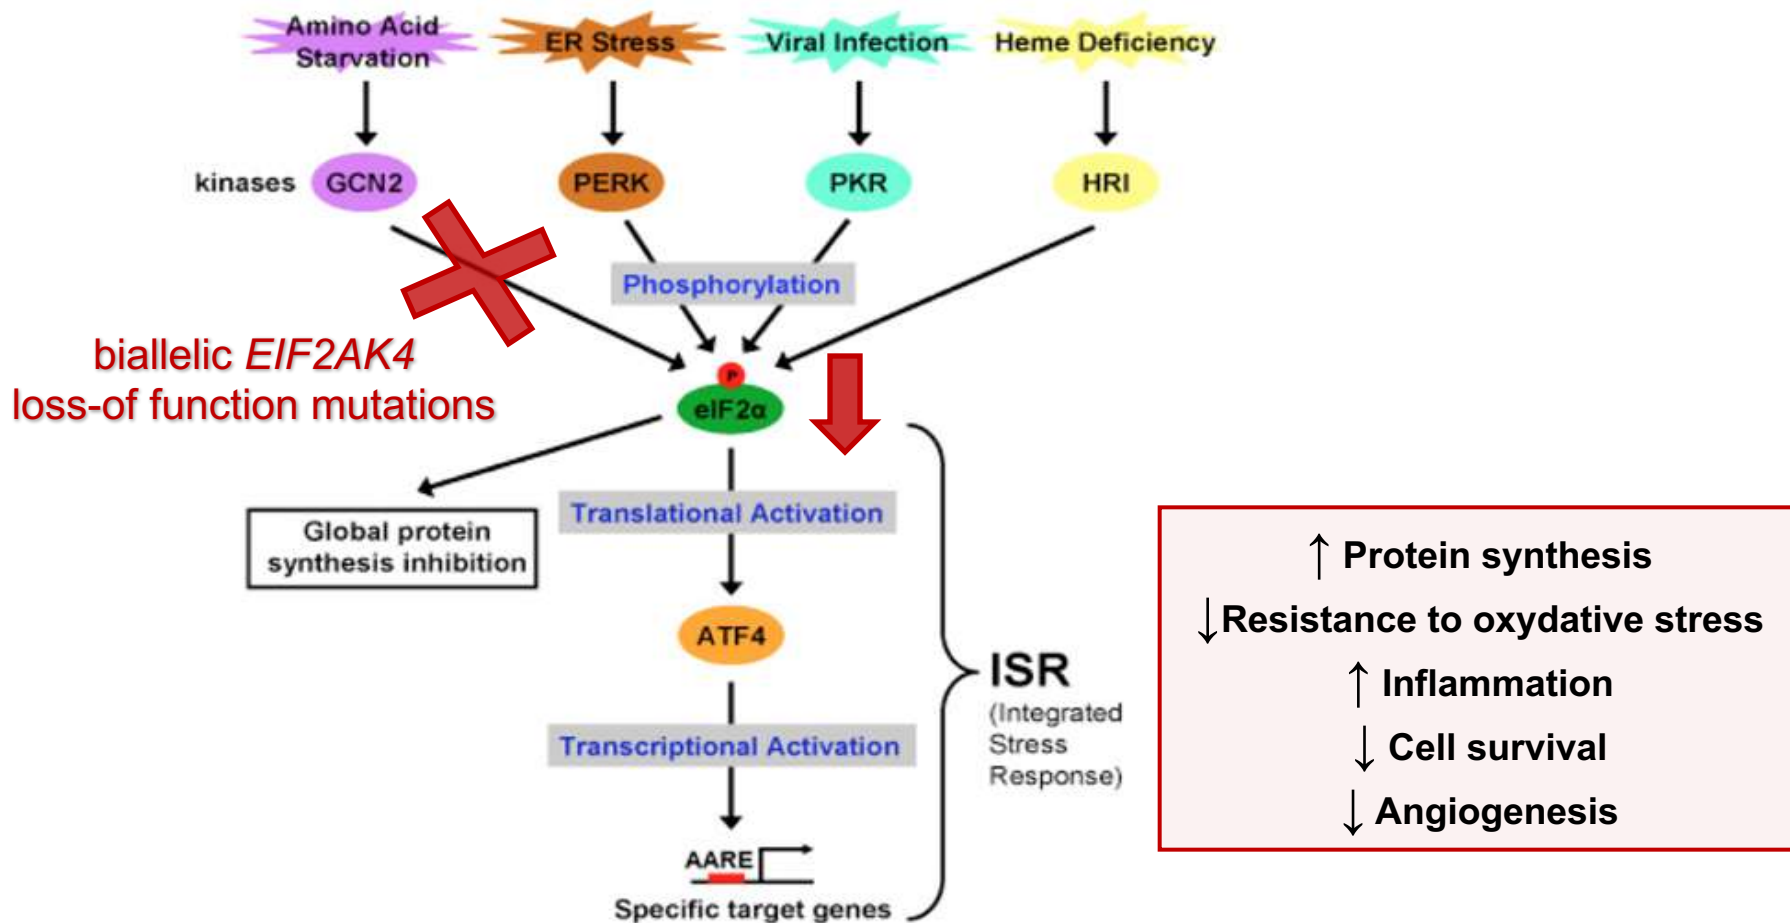 Amino Acid
Starvation
ER Stress
Viral Infection
Heme Deficiency
kinases
GCN2
PERK
PKR
HRI
Phosphorylation
biallelic EIF2AK4
loss-of function mutations
P
eIF2α
Global protein
synthesis inhibition
Translational Activation
ATF4
ISR
(Integrated
Stress
Response)
Transcriptional Activation
AARE
Specific target genes
↑ Protein synthesis
↓Resistance to oxydative stress
↑ Inflammation
↓ Cell survival
↓ Angiogenesis